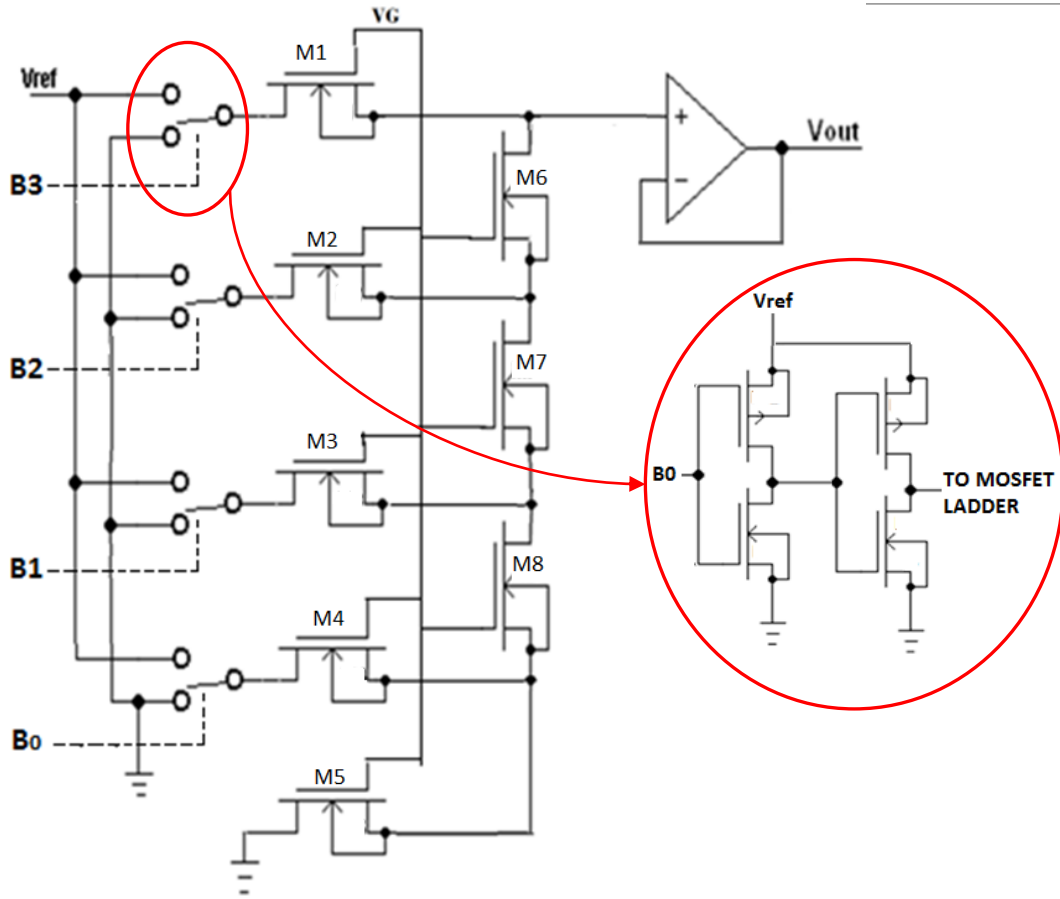 VG
M1
Vref
Vout
+
−
B3
M6
M2
B2
M7
Vref
M3
B0
TO MOSFET
LADDER
B1
M8
M4
B0
M5